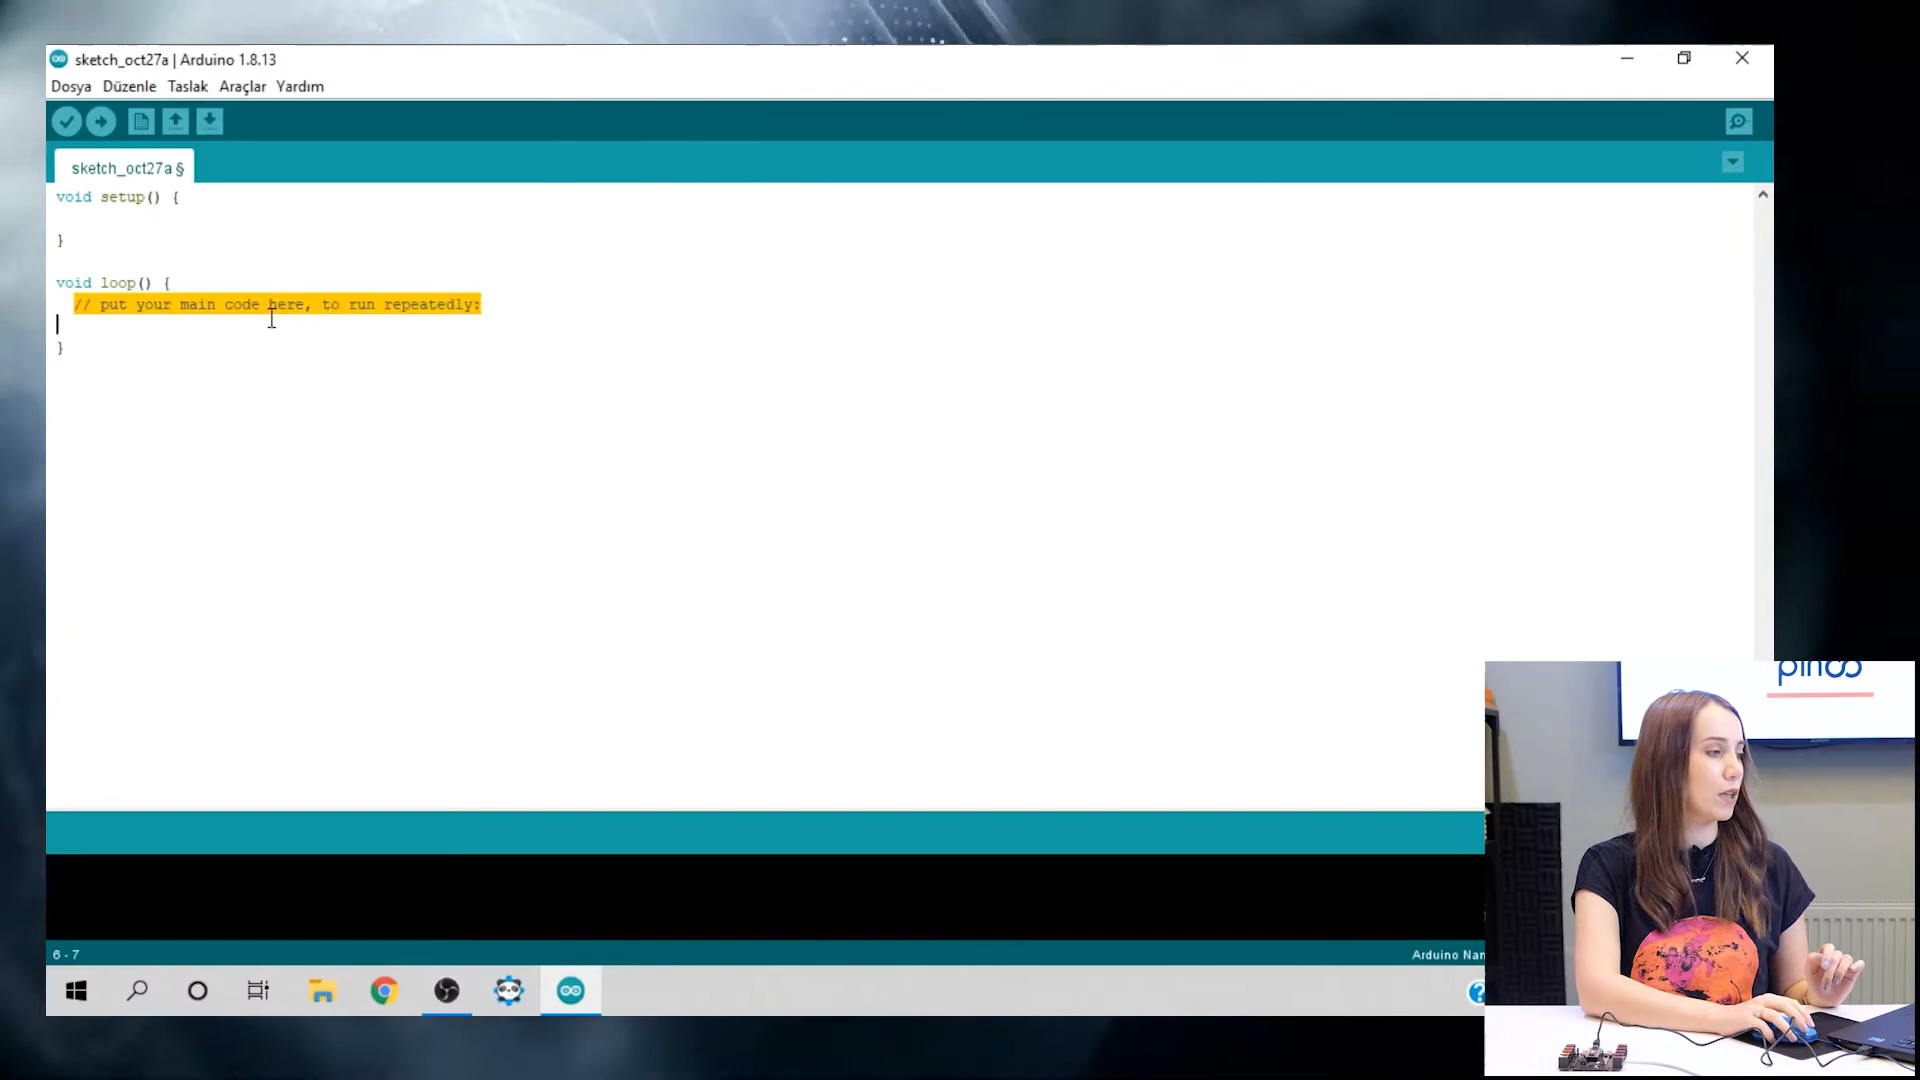 sketch_oct27a | Arduino 1.8.13
Dosya Düzenle Taslak Araçlar Yardım
sketch_oct27a §
void setup() {
}
void loop() {
// put your main code here, to run repeatedly:
}
6 - 7
Arduino Nan
pinoo